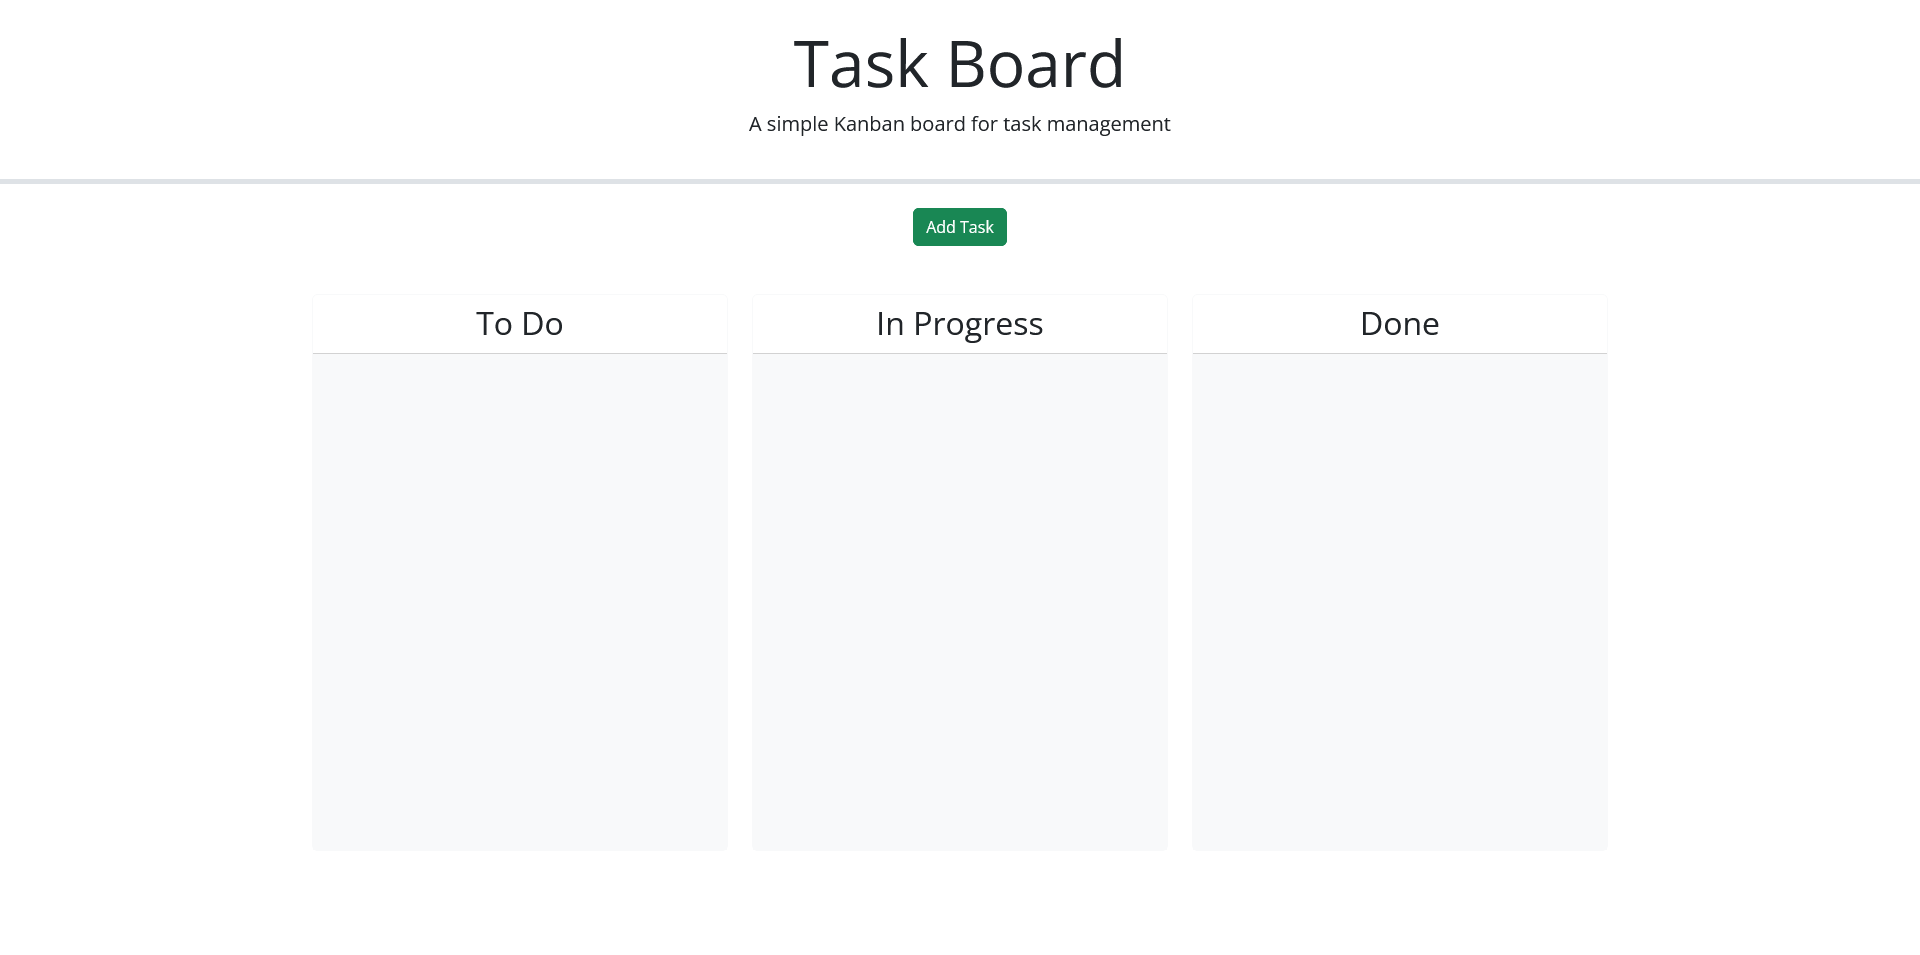 Task Board
A simple Kanban board for task management
Add Task
To Do
In Progress
Done